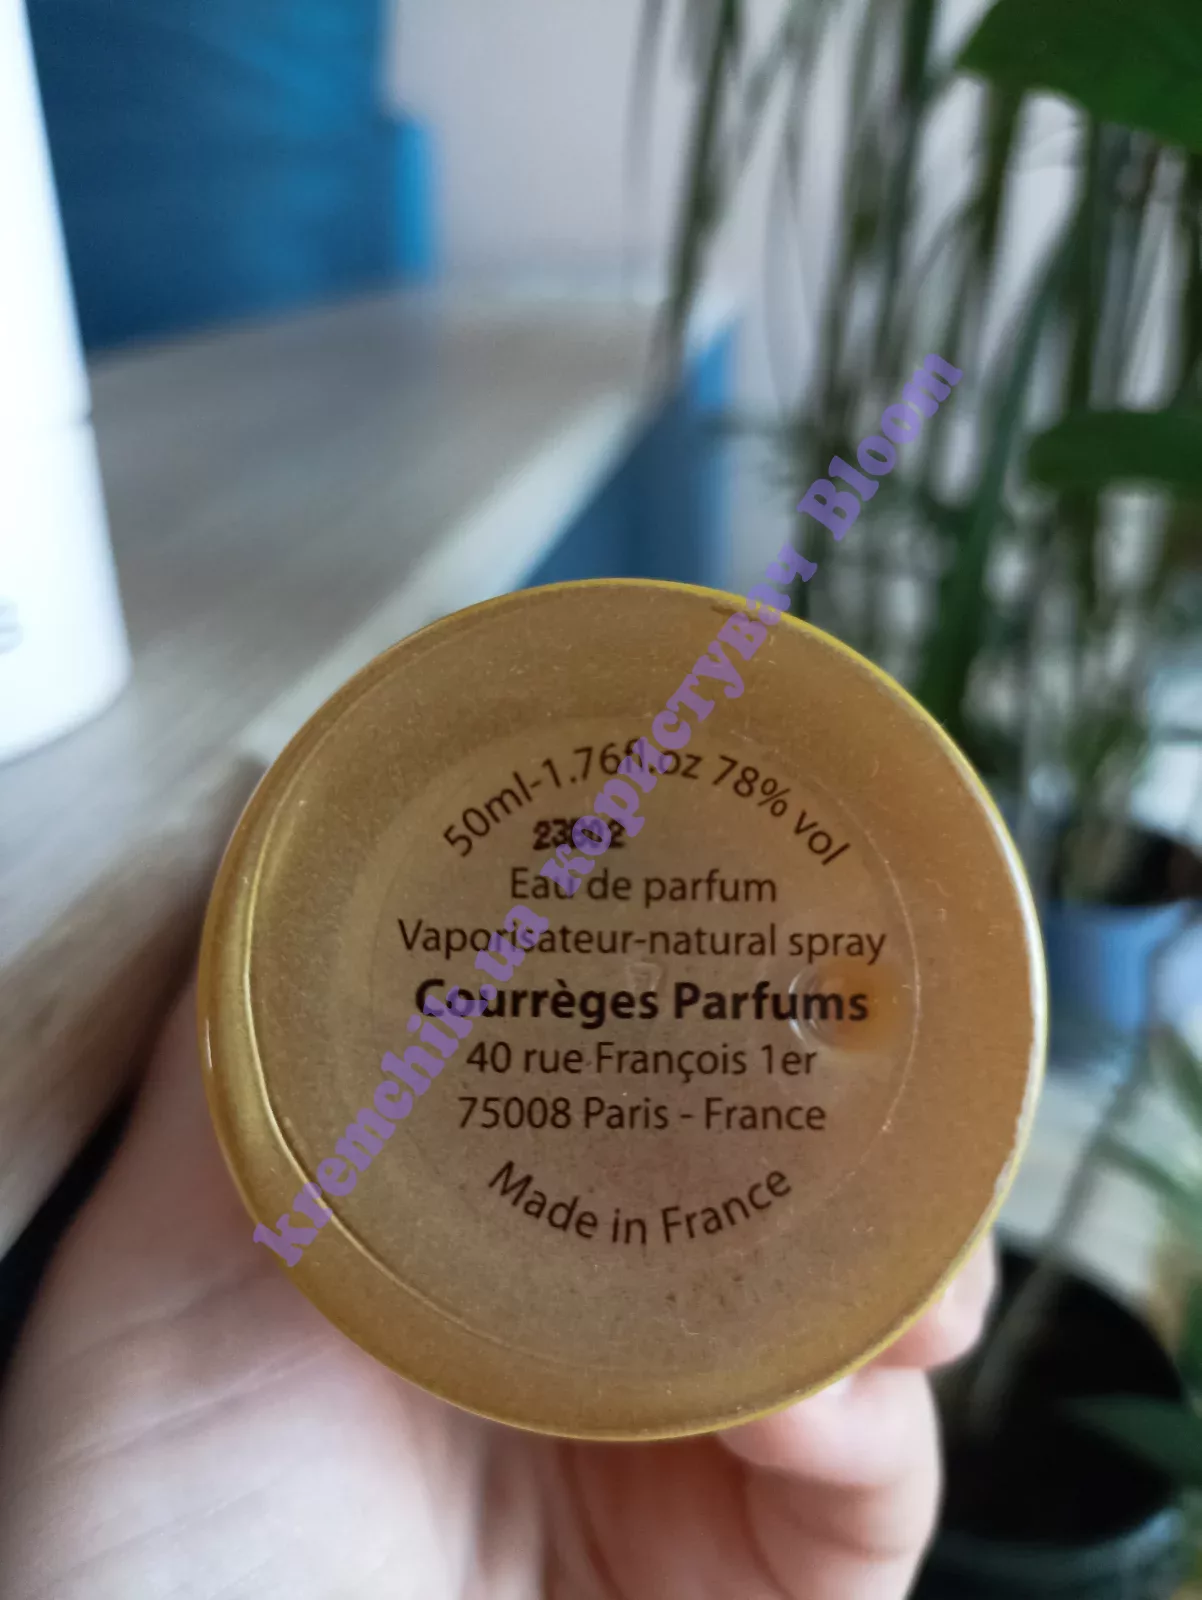 50ml-1.76fl.oz 78% vol
Eau de parfum
Vaporisateur-natural spray
Courrèges Parfums
40 rue François 1er
75008 Paris - France
Made in France
kremchik.ua користувач Bloom